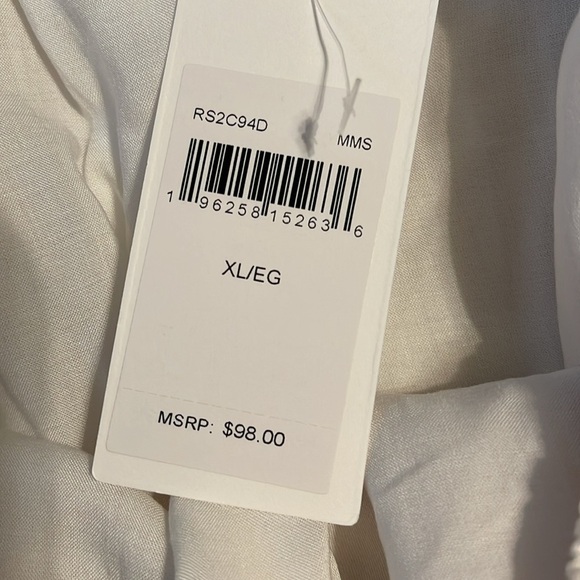 RS2C94D MMS
1 96258 15263 6
XL/EG
MSRP: $98.00